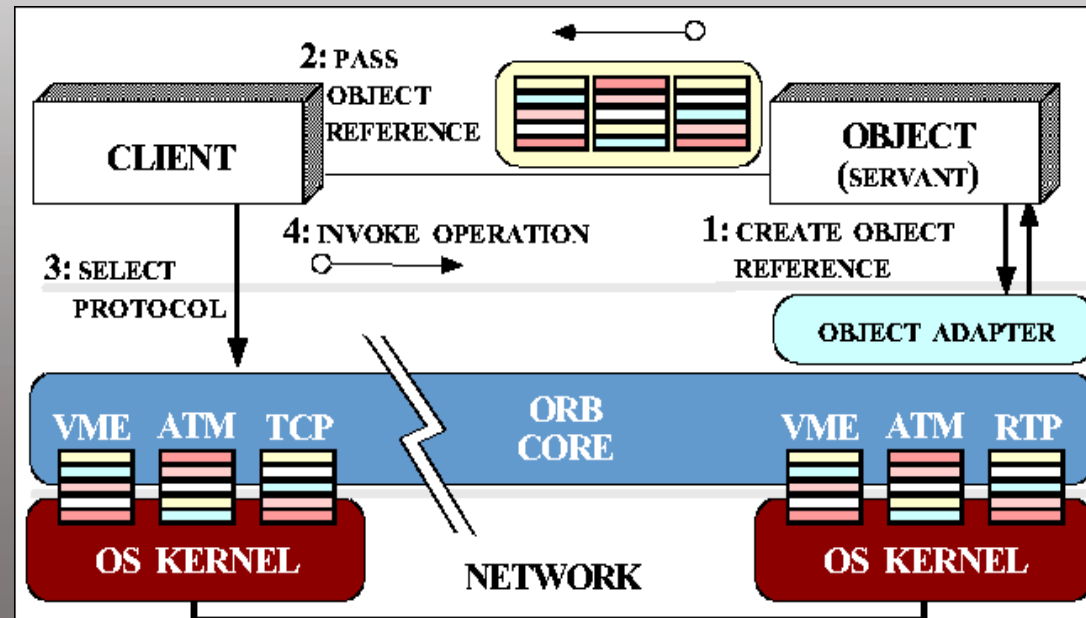 2: PASS
OBJECT
REFERENCE
CLIENT
OBJECT
(SERVANT)
4: INVOKE OPERATION
1: CREATE OBJECT
REFERENCE
3: SELECT
PROTOCOL
OBJECT ADAPTER
ORB
CORE
VME ATM TCP
VME ATM RTP
OS KERNEL
OS KERNEL
NETWORK